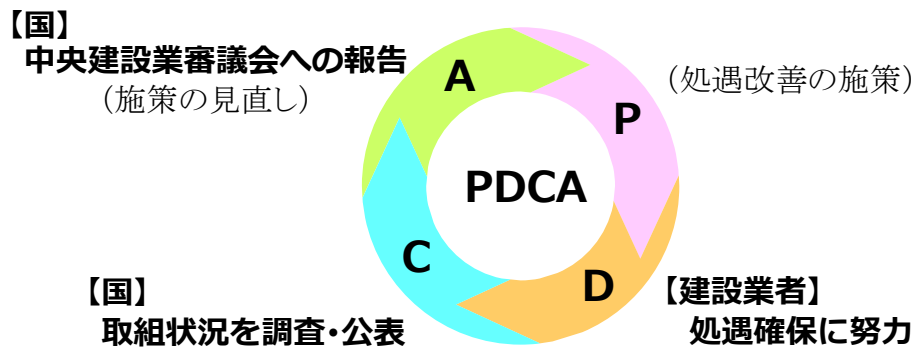 【国】
中央建設業審議会への報告
（施策の見直し）
A
P
（処遇改善の施策）
PDCA
C
D
【国】
取組状況を調査・公表
【建設業者】
処遇確保に努力